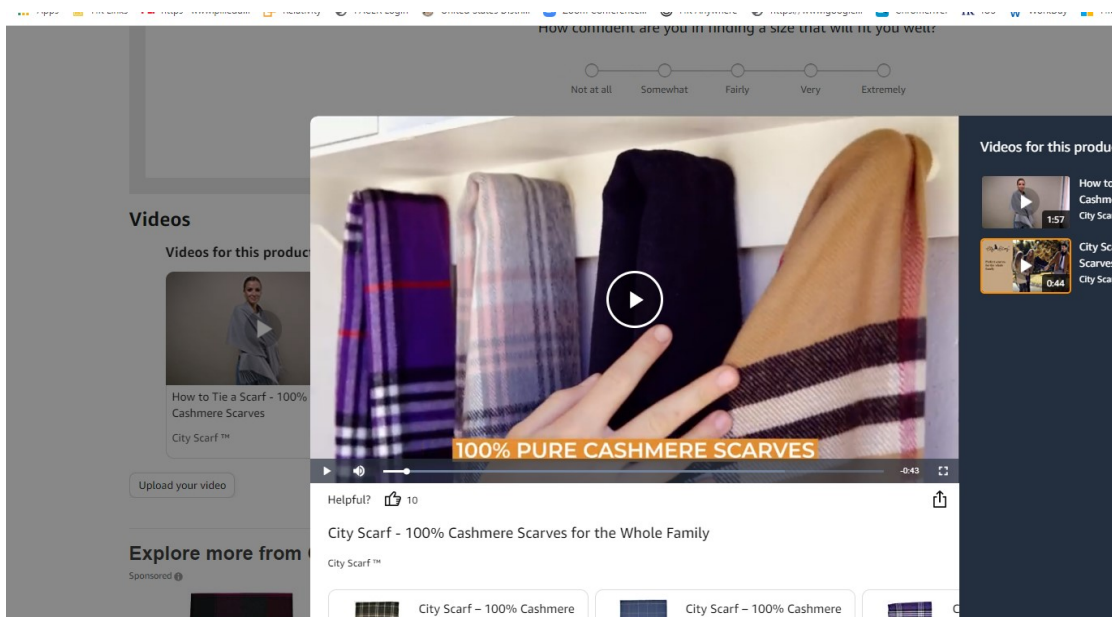 Apps
How confident are you in finding a size that will fit you well?
Not at all Somewhat Fairly Very Extremely
Videos for this produ
How to
Cashm
City Sca
1:57
City Sc
Scarves
City Sca
0:44
Videos
Videos for this product
How to Tie a Scarf - 100%
Cashmere Scarves
City Scarf ™
Upload your video
100% PURE CASHMERE SCARVES
-0:43
Helpful? 10
City Scarf - 100% Cashmere Scarves for the Whole Family
City Scarf ™
Explore more from
Sponsored
City Scarf – 100% Cashmere
City Scarf – 100% Cashmere